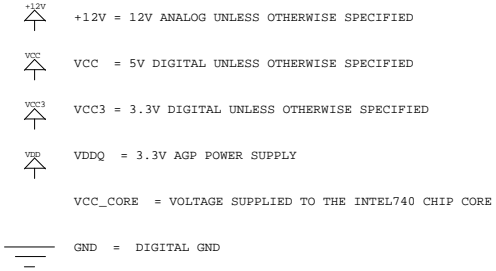 +12V
+12V = 12V ANALOG UNLESS OTHERWISE SPECIFIED
VCC
VCC = 5V DIGITAL UNLESS OTHERWISE SPECIFIED
VCC3
VCC3 = 3.3V DIGITAL UNLESS OTHERWISE SPECIFIED
VDD
VDDQ = 3.3V AGP POWER SUPPLY
VCC_CORE = VOLTAGE SUPPLIED TO THE INTEL740 CHIP CORE
GND = DIGITAL GND